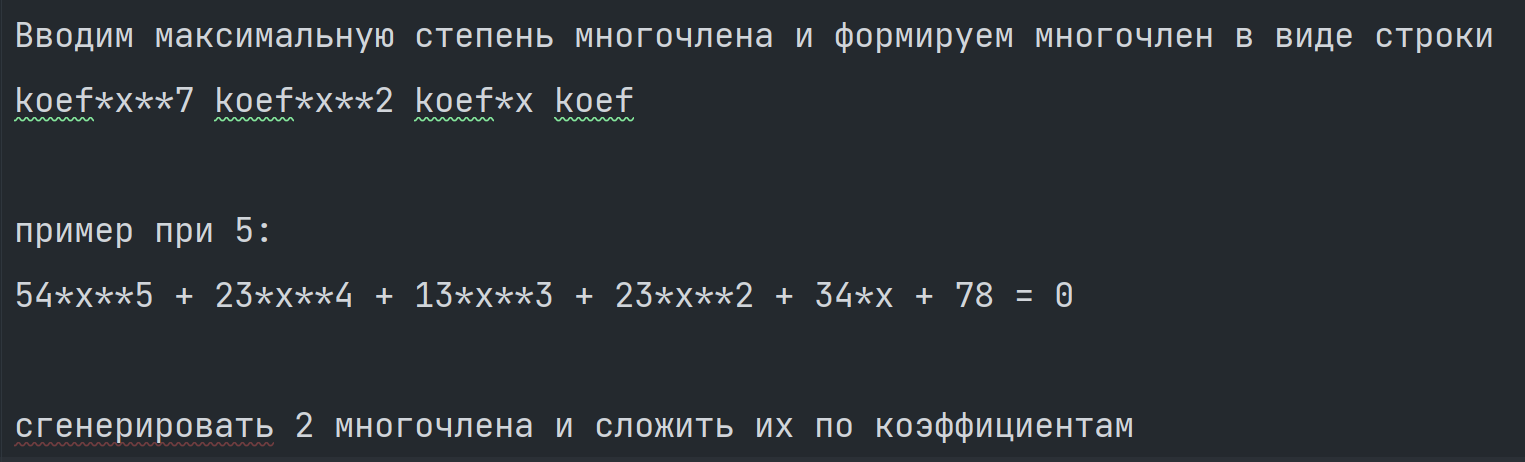 Вводим максимальную степень многочлена и формируем многочлен в виде строки
koef*x**7 koef*x**2 koef*x koef
пример при 5:
54*x**5 + 23*x**4 + 13*x**3 + 23*x**2 + 34*x + 78 = 0
сгенерировать 2 многочлена и сложить их по коэффициентам